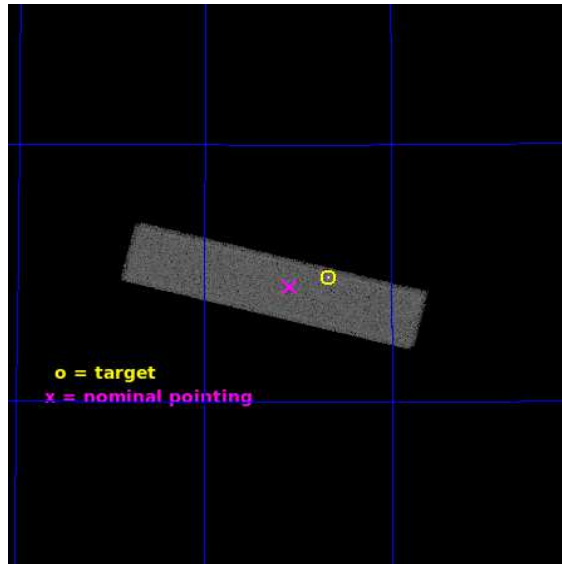 o = target
x = nominal pointing